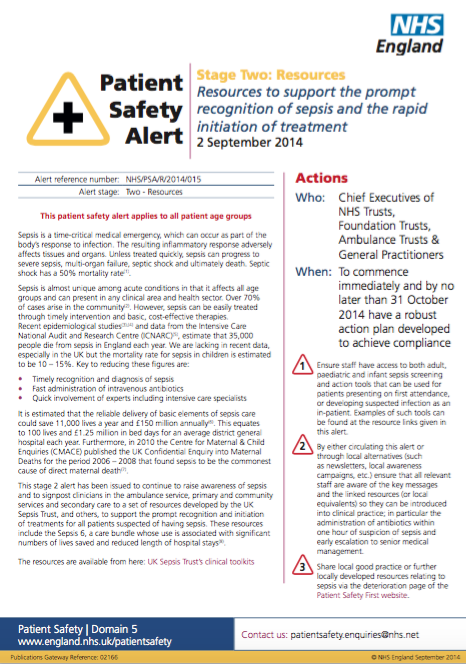 NHS
England
Patient
Safety
Alert
Stage Two: Resources
Resources to support the prompt
recognition of sepsis and the rapid
initiation of treatment
2 September 2014
Alert reference number: NHS/PSA/R/2014/015
Alert stage: Two - Resources
This patient safety alert applies to all patient age groups
Sepsis is a time-critical medical emergency, which can occur as part of the
body's response to infection. The resulting inflammatory response adversely
affects tissues and organs. Unless treated quickly, sepsis can progress to
severe sepsis, multi-organ failure, septic shock and ultimately death. Septic
shock has a 50% mortality rate
Sepsis is almost unique among acute conditions in that it affects all age
groups and can present in any clinical area and health sector. Over 70%
of cases arise in the community. However, sepsis can be easily treated
through timely intervention and basic, cost-effective therapies.
Recent epidemiological studies and data from the Intensive Care
National Audit and Research Centre (ICNARC), estimate that 35,000
people die from sepsis in England each year. We are lacking in recent data,
especially in the UK but the mortality rate for sepsis in children is estimated
to be 10 – 15%. Key to reducing these figures are:
• Timely recognition and diagnosis of sepsis
• Fast administration of intravenous antibiotics
• Quick involvement of experts including intensive care specialists
It is estimated that the reliable delivery of basic elements of sepsis care
could save 11,000 lives a year and £150 million annually. This equates
to 100 lives and £1.25 million in bed days for an average district general
hospital each year. Furthermore, in 2010 the Centre for Maternal & Child
Enquiries (CMACE) published the UK Confidential Enquiry into Maternal
Deaths for the period 2006 – 2008 that found sepsis to be the commonest
cause of direct maternal death.
This stage 2 alert has been issued to continue to raise awareness of sepsis
and to signpost clinicians in the ambulance service, primary and community
services and secondary care to a set of resources developed by the UK
Sepsis Trust, and others, to support the prompt recognition and initiation
of treatments for all patients suspected of having sepsis. These resources
include the Sepsis 6, a care bundle whose use is associated with significant
numbers of lives saved and reduced length of hospital stays.
The resources are available from here: UK Sepsis Trust's clinical toolkits
Actions
Who: Chief Executives of
NHS Trusts,
Foundation Trusts,
Ambulance Trusts &
General Practitioners
When: To commence
immediately and by no
later than 31 October
2014 have a robust
action plan developed
to achieve compliance
1 Ensure staff have access to both adult,
paediatric and infant sepsis screening
and action tools that can be used for
patients presenting on first attendance,
or developing suspected infection as an
in-patient. Examples of such tools can
be found at the resource links given in
this alert.
2 By either circulating this alert or
through local alternatives (such
as newsletters, local awareness
campaigns, etc.) ensure that all relevant
staff are aware of the key messages
and the linked resources (or local
equivalents) so they can be introduced
into clinical practice; in particular the
administration of antibiotics within
one hour of suspicion of sepsis and
early escalation to senior medical
management.
3 Share local good practice or further
locally developed resources relating to
sepsis via the deterioration page of the
Patient Safety First website.
Patient Safety | Domain 5
www.england.nhs.uk/patientsafety
Contact us: patientsafety.enquiries@nhs.net
Publications Gateway Reference: 02166
© NHS England September 2014